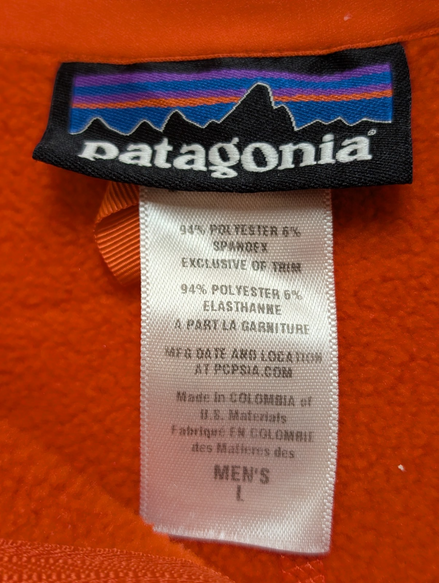 patagonia®
94% POLYESTER 6%
SPANDEX
EXCLUSIVE OF TRIM
94% POLYESTER 6%
ELASTHANNE
A PART LA GARNITURE
MFG DATE AND LOCATION
AT PCPSIA.COM
Made in COLOMBIA of
U.S. Materials
Fabriqué EN COLOMBIE
des Matieres des
MEN'S
L